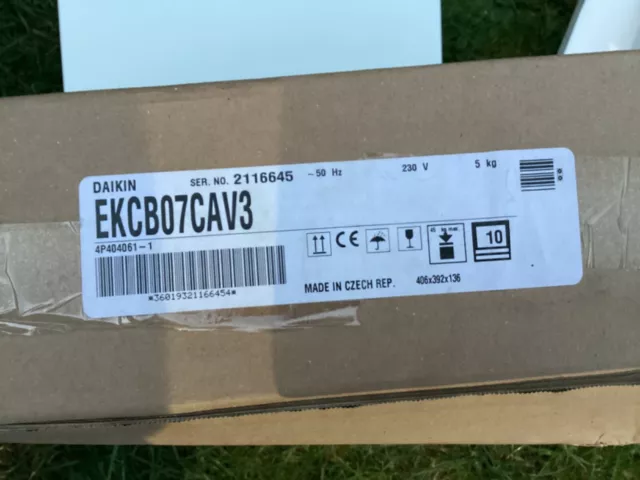 DAIKIN SER. NO. 2116645 ~50 Hz 230 V 5 kg
EKCB07CAV3
4P404061-1
CE
10
*36019321166454*
MADE IN CZECH REP. 406x392x136